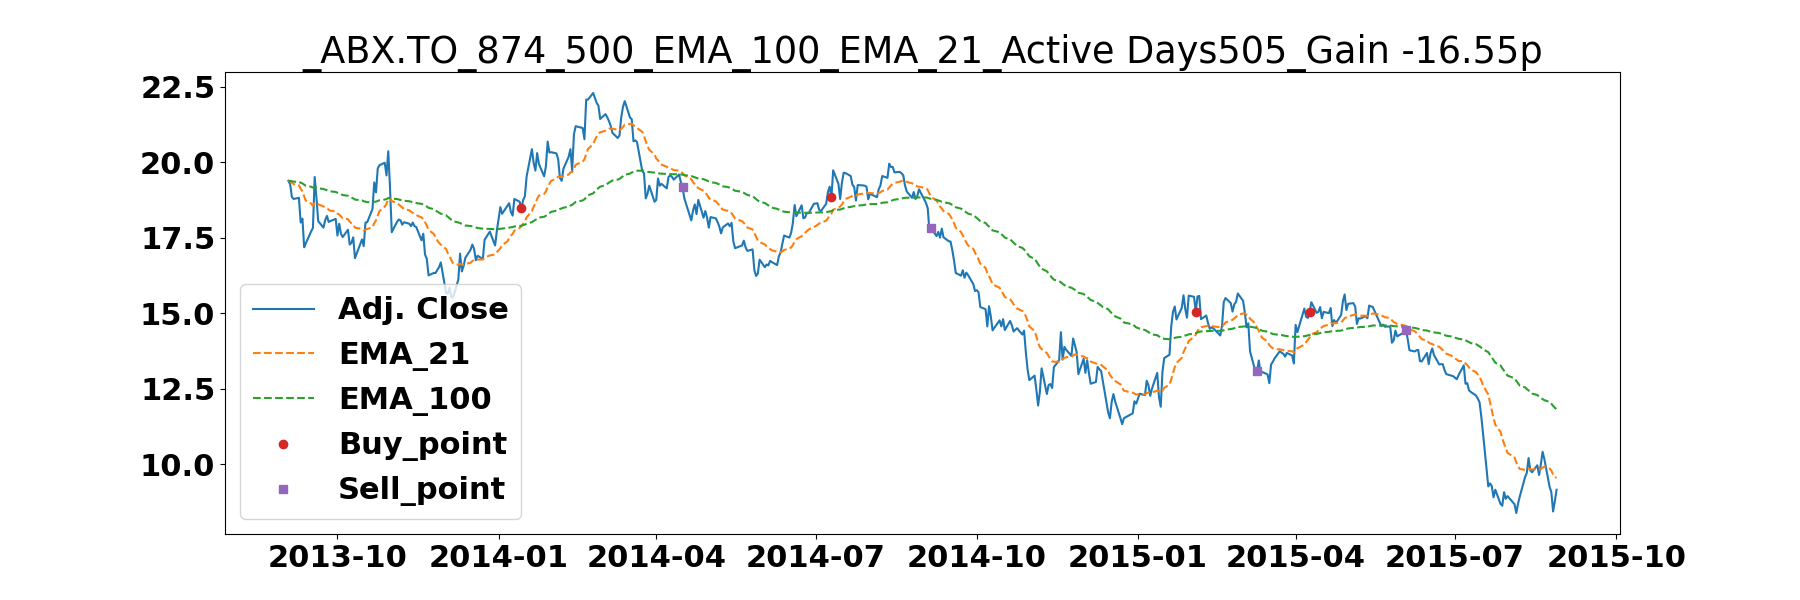 _ABX.TO_874_500_EMA_100_EMA_21_Active Days505_Gain -16.55p
22.5
20.0
17.5
15.0
12.5
10.0
Adj. Close
EMA_21
EMA_100
Buy_point
Sell_point
2013-10 2014-01 2014-04 2014-07 2014-10 2015-01 2015-04 2015-07 2015-10